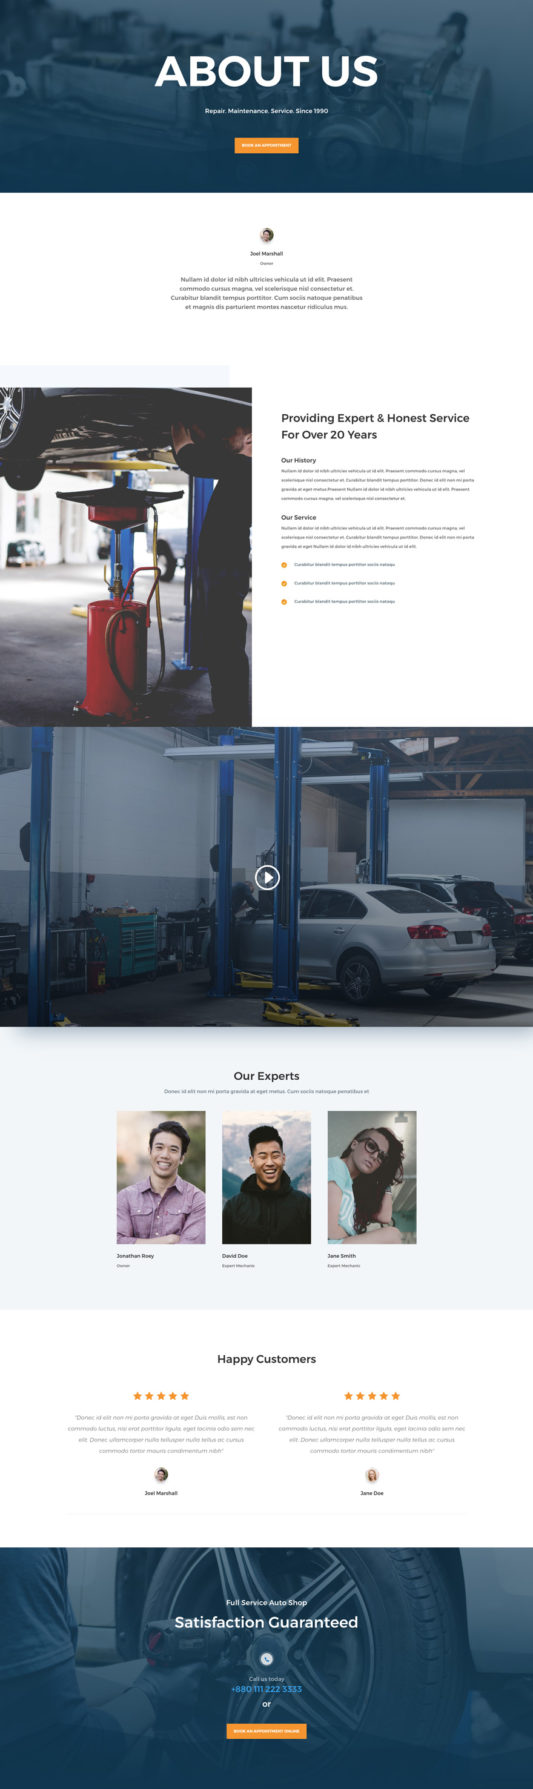 ABOUT US
Repair. Maintenance. Service. Since 1990
BOOK AN APPOINTMENT
Joel Marshall
Owner
Nullam id dolor id nibh ultricies vehicula ut id elit. Praesent
commodo cursus magna, vel scelerisque nisl consectetur et.
Curabitur blandit tempus porttitor. Cum sociis natoque penatibus
et magnis dis parturient montes nascetur ridiculus mus.
Providing Expert & Honest Service
For Over 20 Years
Our History
Nullam id dolor id nibh ultricies vehicula ut id elit. Praesent commodo cursus magna, vel
scelerisque nisl consectetur et. Curabitur blandit tempus porttitor. Donec id elit non mi porta
gravida at eget metus.Praesent Nullam id dolor id nibh ultricies vehicula ut id elit. Praesent
commodo cursus magna, vel scelerisque nisl consectetur et.
Our Service
Nullam id dolor id nibh ultricies vehicula ut id elit. Praesent commodo cursus magna, vel
scelerisque nisl consectetur et. Curabitur blandit tempus porttitor. Donec id elit non mi porta
gravida at eget Nullam id dolor id nibh ultricies vehicula ut id elit.
Curabitur blandit tempus porttitor sociis natoqu
Curabitur blandit tempus porttitor sociis natoqu
Curabitur blandit tempus porttitor sociis natoqu
Our Experts
Donec id elit non mi porta gravida at eget metus. Cum sociis natoque penatibus et
Jonathan Roey
Owner
David Doe
Expert Mechanic
Jane Smith
Expert Mechanic
Happy Customers
"Donec id elit non mi porta gravida at eget Duis mollis, est non
commodo luctus, nisi erat porttitor ligula, eget lacinia odio sem nec
elit. Donec ullamcorper nulla tellusper nulla tellus ac cursus
commodo tortor mauris condimentum nibh"
Joel Marshall
"Donec id elit non mi porta gravida at eget Duis mollis, est non
commodo luctus, nisi erat porttitor ligula, eget lacinia odio sem nec
elit. Donec ullamcorper nulla tellusper nulla tellus ac cursus
commodo tortor mauris condimentum nibh"
Jane Doe
Full Service Auto Shop
Satisfaction Guaranteed
Call us today
+880 111 222 3333
or
BOOK AN APPOINTMENT ONLINE